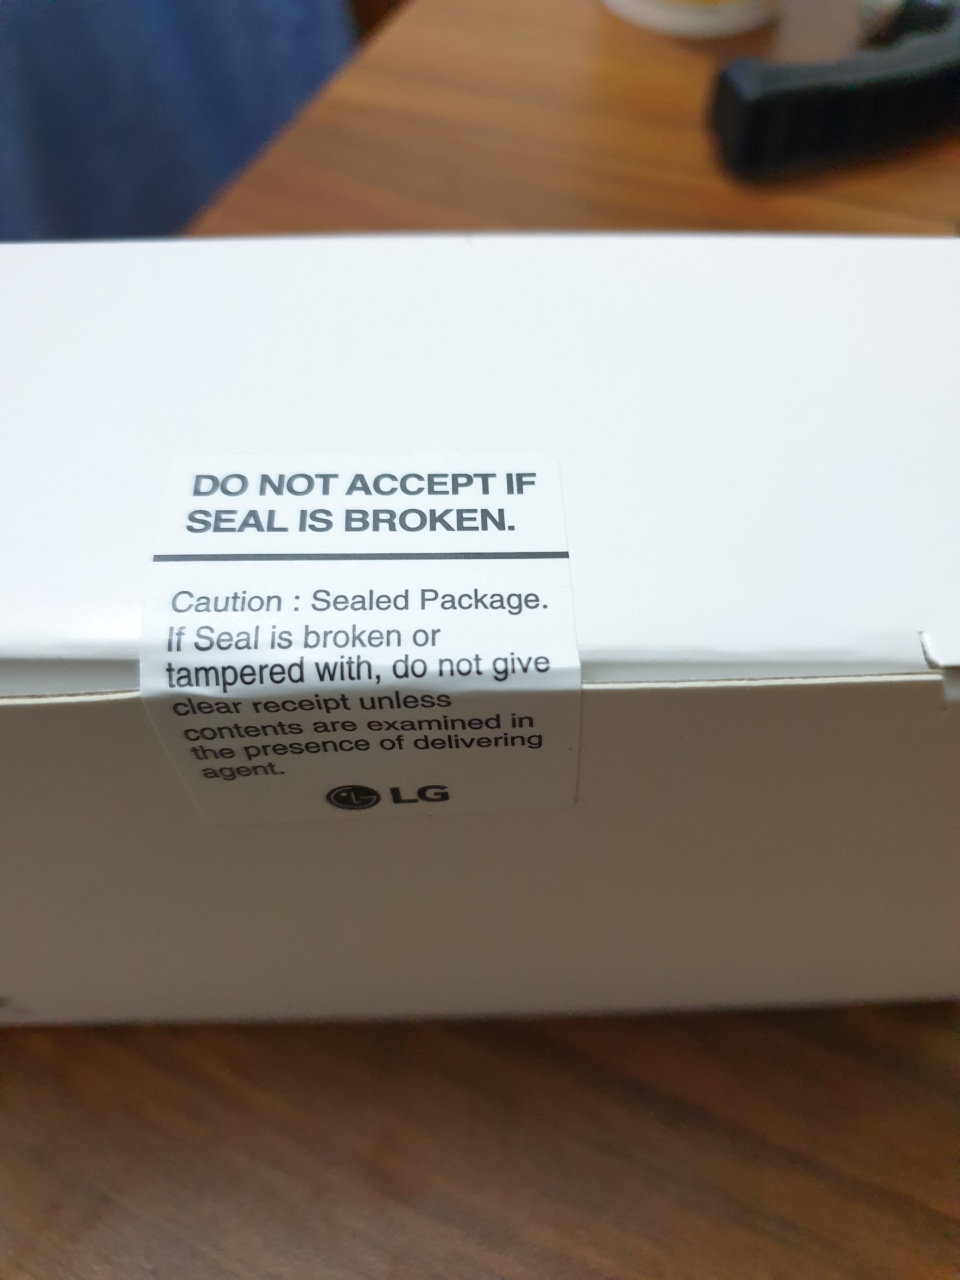 DO NOT ACCEPT IF
SEAL IS BROKEN.
Caution : Sealed Package.
If Seal is broken or
tampered with, do not give
clear receipt unless
contents are examined in
the presence of delivering
agent.
LG